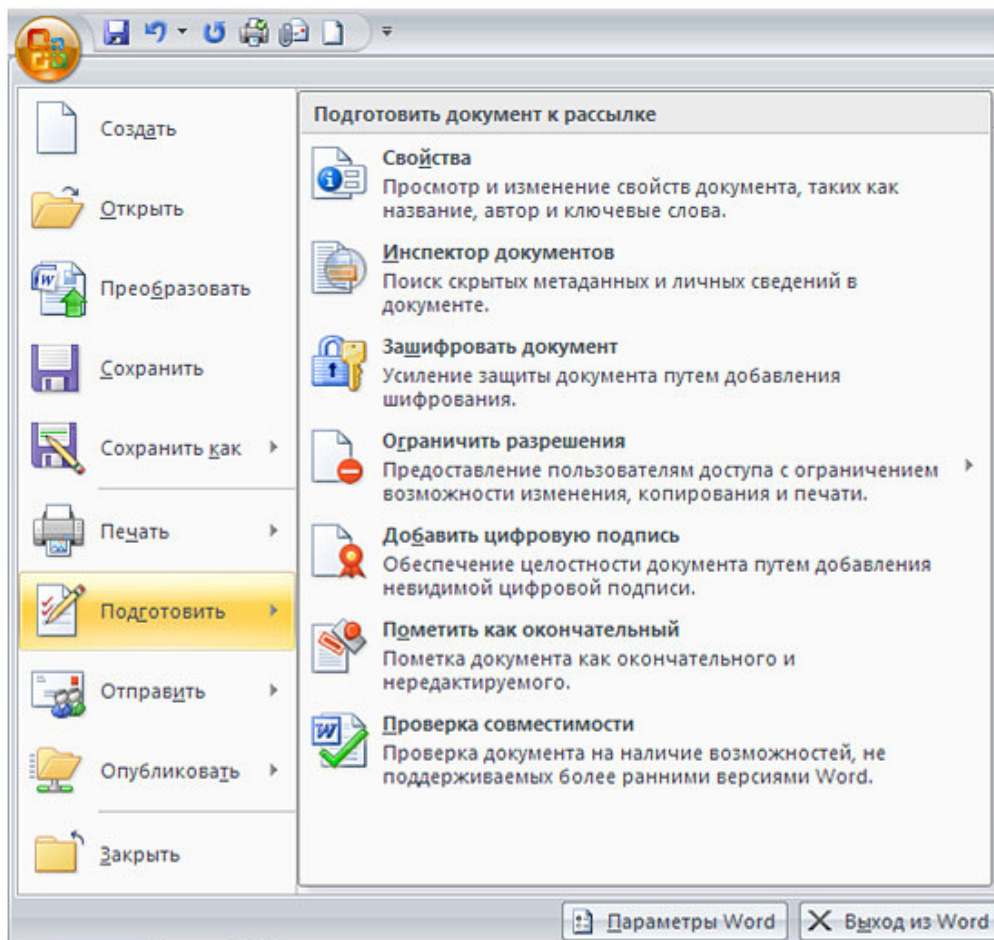 Создать
Открыть
Преобразовать
Сохранить
Сохранить как
Печать
Подготовить
Отправить
Опубликовать
Закрыть
Подготовить документ к рассылке
Свойства
Просмотр и изменение свойств документа, таких как
название, автор и ключевые слова.
Инспектор документов
Поиск скрытых метаданных и личных сведений в
документе.
Зашифровать документ
Усиление защиты документа путем добавления
шифрования.
Ограничить разрешения
Предоставление пользователям доступа с ограничением
возможности изменения, копирования и печати.
Добавить цифровую подпись
Обеспечение целостности документа путем добавления
невидимой цифровой подписи.
Пометить как окончательный
Пометка документа как окончательного и
нередактируемого.
Проверка совместимости
Проверка документа на наличие возможностей, не
поддерживаемых более ранними версиями Word.
Параметры Word
Выход из Word